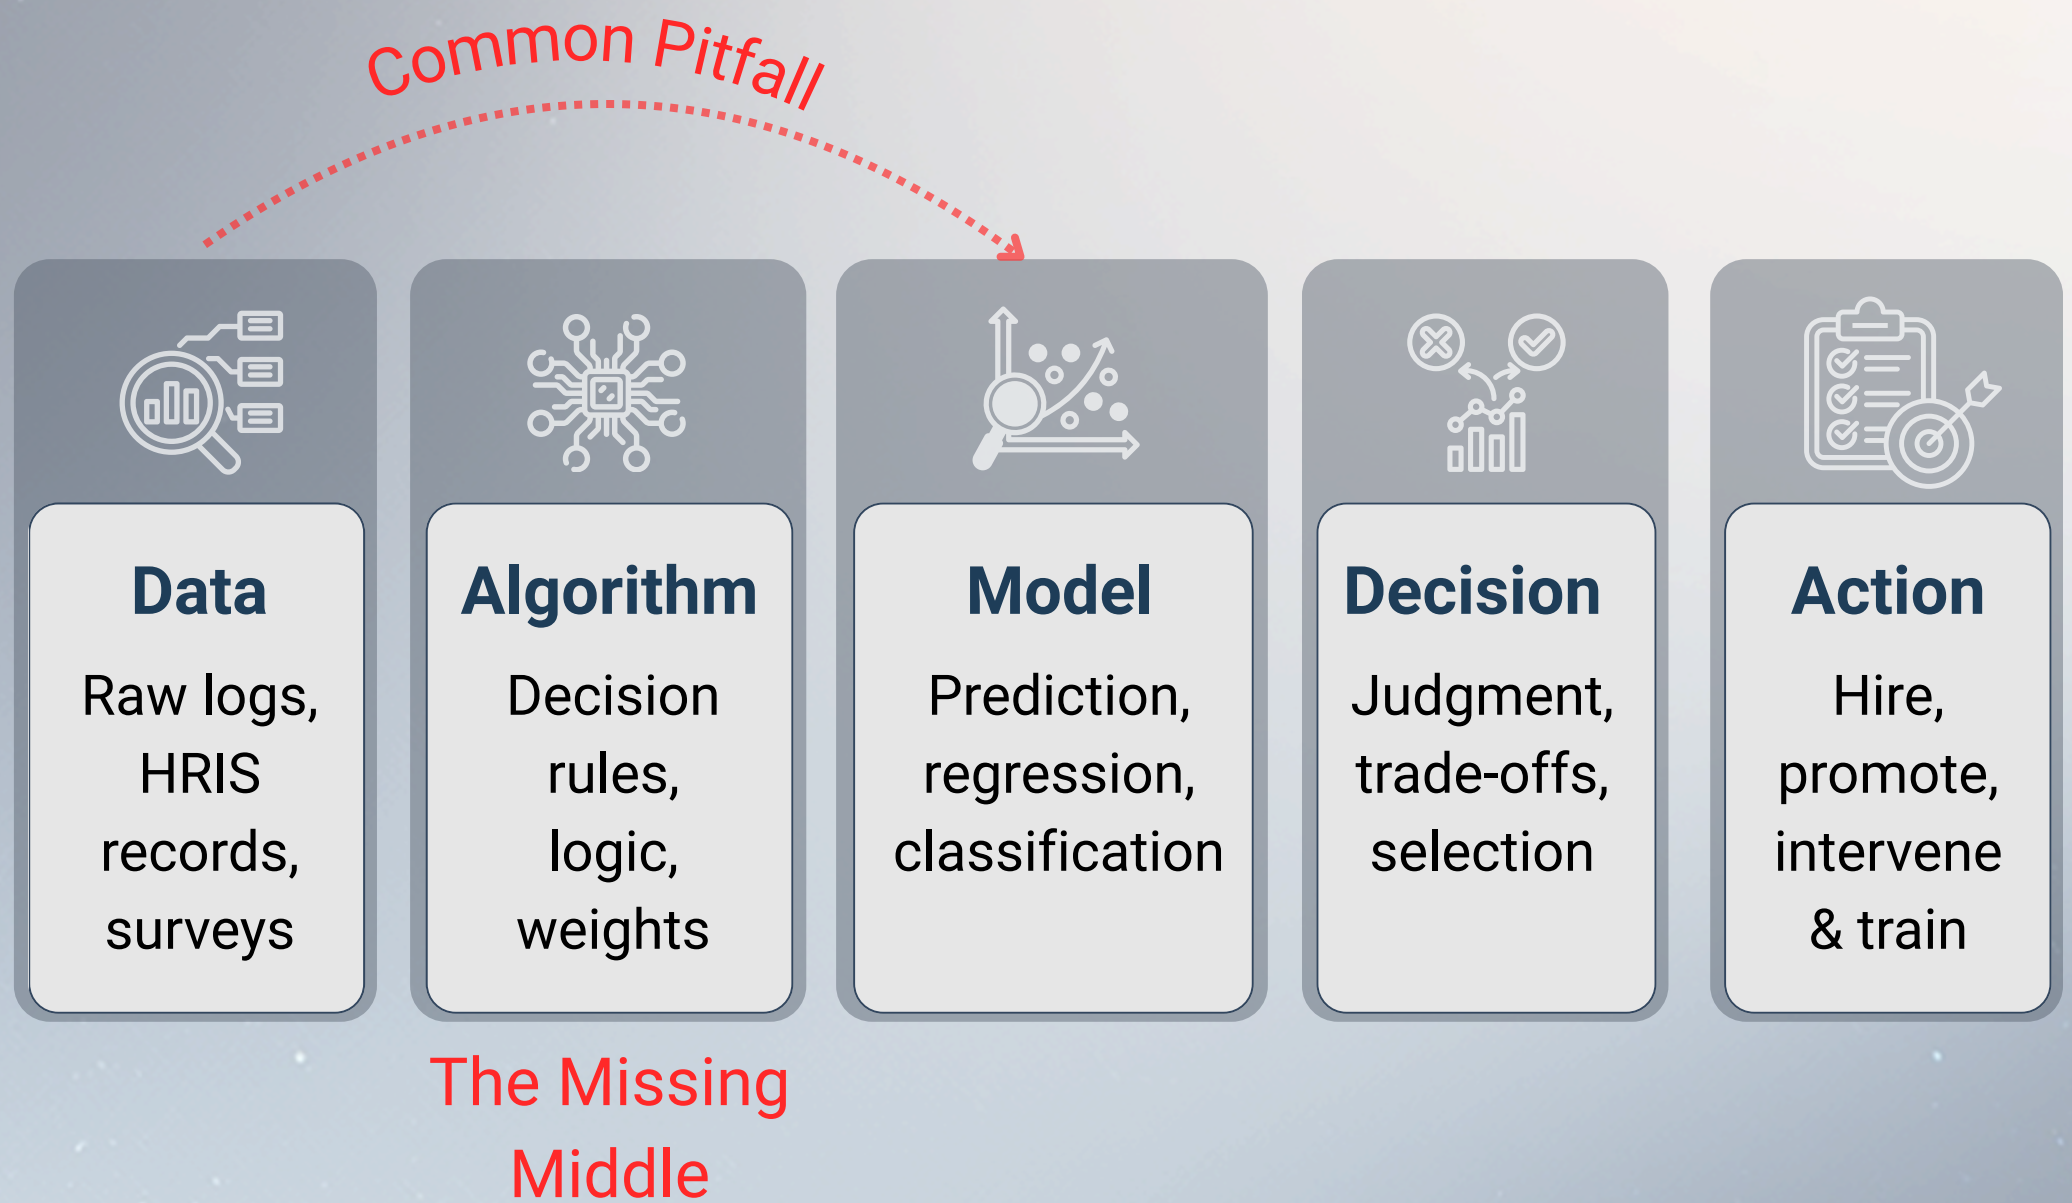 Common Pitfall
Data
Raw logs,
HRIS
records,
surveys
Algorithm
Decision
rules,
logic,
weights
Model
Prediction,
regression,
classification
Decision
Judgment,
trade-offs,
selection
Action
Hire,
promote,
intervene
& train
The Missing
Middle